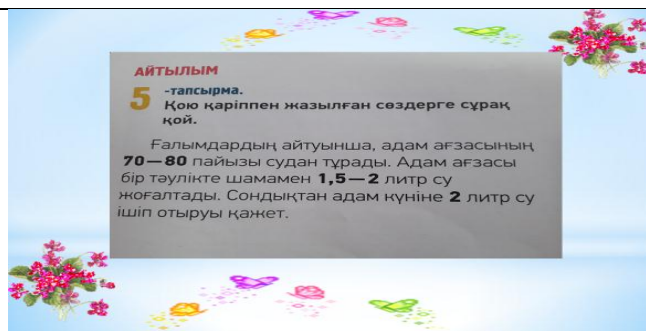 АЙТЫЛЫМ
5 -тапсырма.
Қою қаріппен жазылған сөздерге сұрақ
қой.
Ғалымдардың айтуынша, адам ағзасының
70—80 пайызы судан тұрады. Адам ағзасы
бір тәулікте шамамен 1,5—2 литр су
жоғалтады. Сондықтан адам күніне 2 литр су
ішіп отыруы қажет.